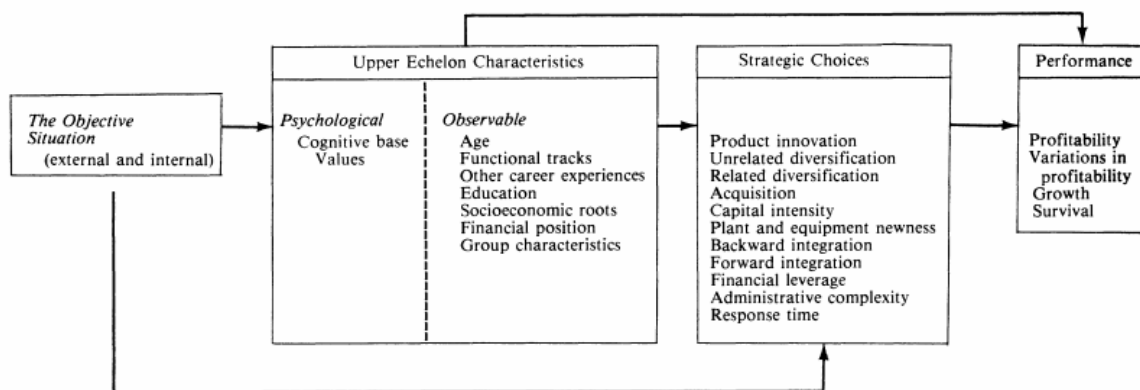 The Objective
Situation
(external and internal)
Upper Echelon Characteristics
Psychological
Cognitive base
Values
Observable
Age
Functional tracks
Other career experiences
Education
Socioeconomic roots
Financial position
Group characteristics
Strategic Choices
Product innovation
Unrelated diversification
Related diversification
Acquisition
Capital intensity
Plant and equipment newness
Backward integration
Forward integration
Financial leverage
Administrative complexity
Response time
Performance
Profitability
Variations in
profitability
Growth
Survival